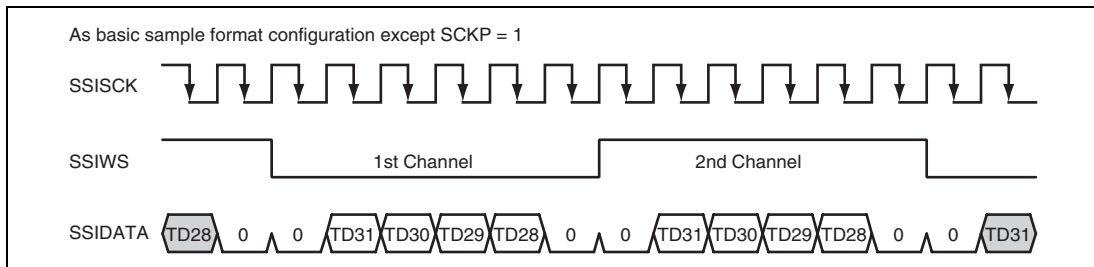 As basic sample format configuration except SCKP = 1
SSISCK
SSIWS 1st Channel 2nd Channel
SSIDATA TD28 0 0 TD31 TD30 TD29 TD28 0 0 TD31 TD30 TD29 TD28 0 0 TD31